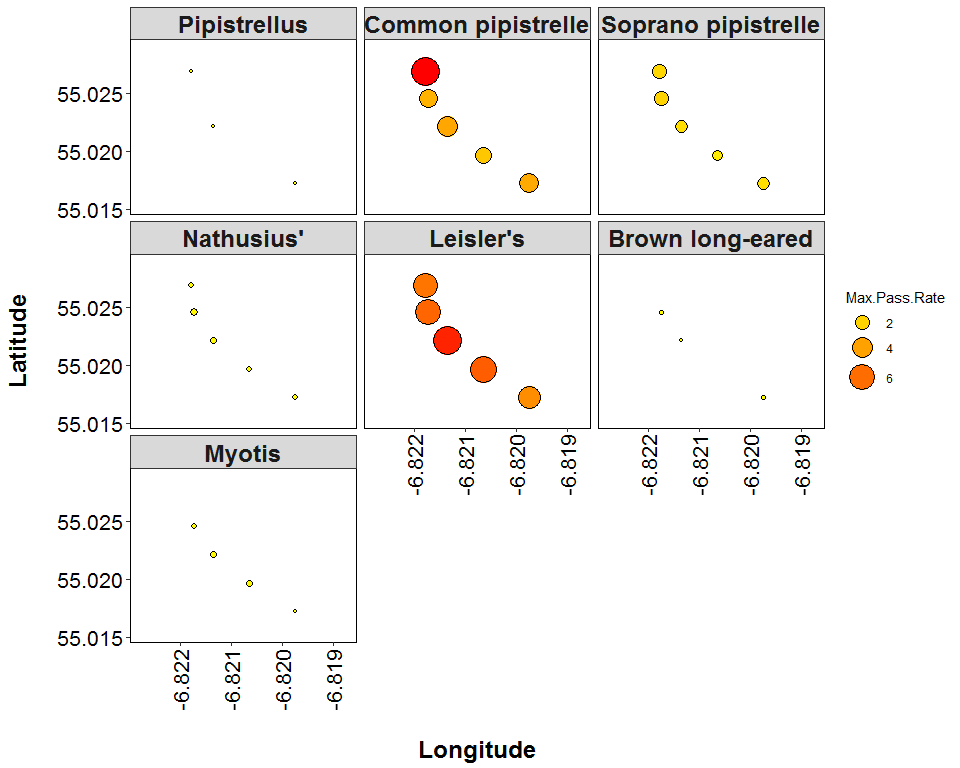 Pipistrellus Common pipistrelle Soprano pipistrelle
55.025
55.020
55.015
Nathusius' Leisler's Brown long-eared
55.025
55.020
55.015
-6.822 -6.821 -6.820 -6.819 -6.822 -6.821 -6.820 -6.819
Myotis
55.025
55.020
55.015
-6.822 -6.821 -6.820 -6.819
Latitude
Longitude
Max.Pass.Rate
2
4
6